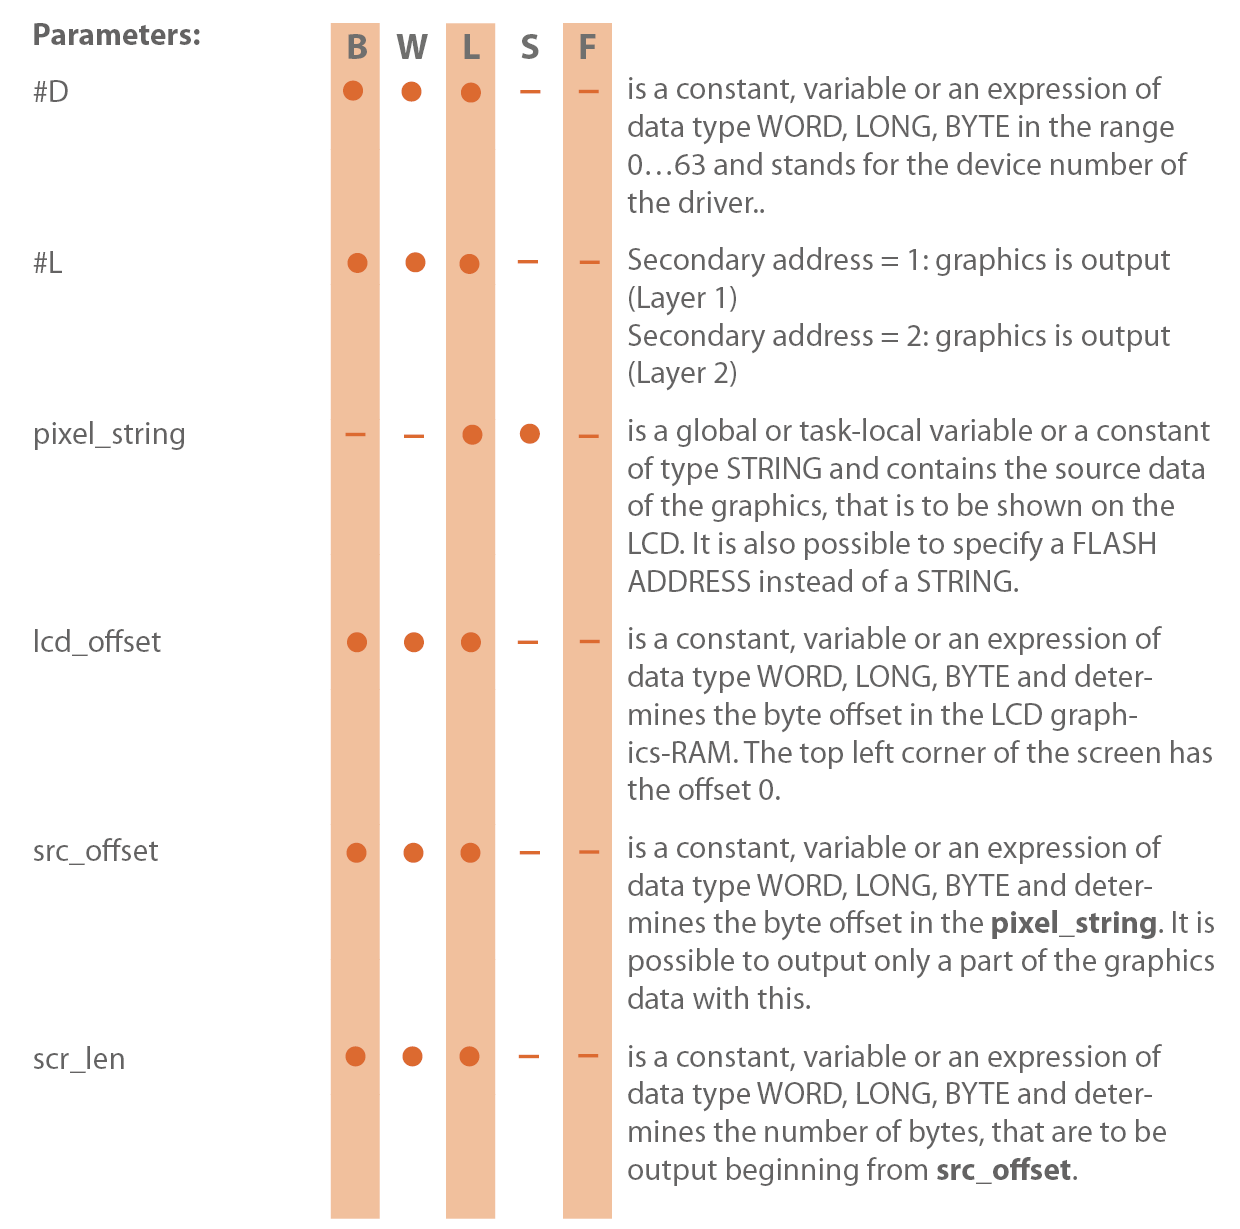 Parameters: B W L S F
#D ● ● ● – – is a constant, variable or an expression of
data type WORD, LONG, BYTE in the range
0…63 and stands for the device number of
the driver..
#L ● ● ● – – Secondary address = 1: graphics is output
(Layer 1)
Secondary address = 2: graphics is output
(Layer 2)
pixel_string – – ● ● – is a global or task-local variable or a constant
of type STRING and contains the source data
of the graphics, that is to be shown on the
LCD. It is also possible to specify a FLASH
ADDRESS instead of a STRING.
lcd_offset ● ● ● – – is a constant, variable or an expression of
data type WORD, LONG, BYTE and deter-
mines the byte offset in the LCD graph-
ics-RAM. The top left corner of the screen has
the offset 0.
src_offset ● ● ● – – is a constant, variable or an expression of
data type WORD, LONG, BYTE and deter-
mines the byte offset in the pixel_string. It is
possible to output only a part of the graphics
data with this.
scr_len ● ● ● – – is a constant, variable or an expression of
data type WORD, LONG, BYTE and deter-
mines the number of bytes, that are to be
output beginning from src_offset.